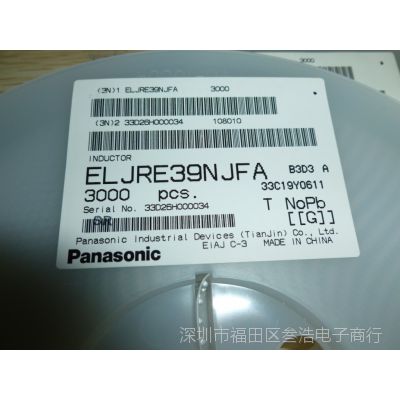 (3N)1 ELJRE39NJFA 3000
3000
(3N)2 33D26H000034 108010
INDUCTOR
ELJRE39NJFA B3D3 A
3000 pcs. 33C19Y0611
Serial No. 33D26H000034
T NoPb
SR [[G]]
Panasonic Industrial Devices (TianJin) Co., Ltd.
EIAJ C-3 MADE IN CHINA
Panasonic
深圳市福田区叁浩电子商行